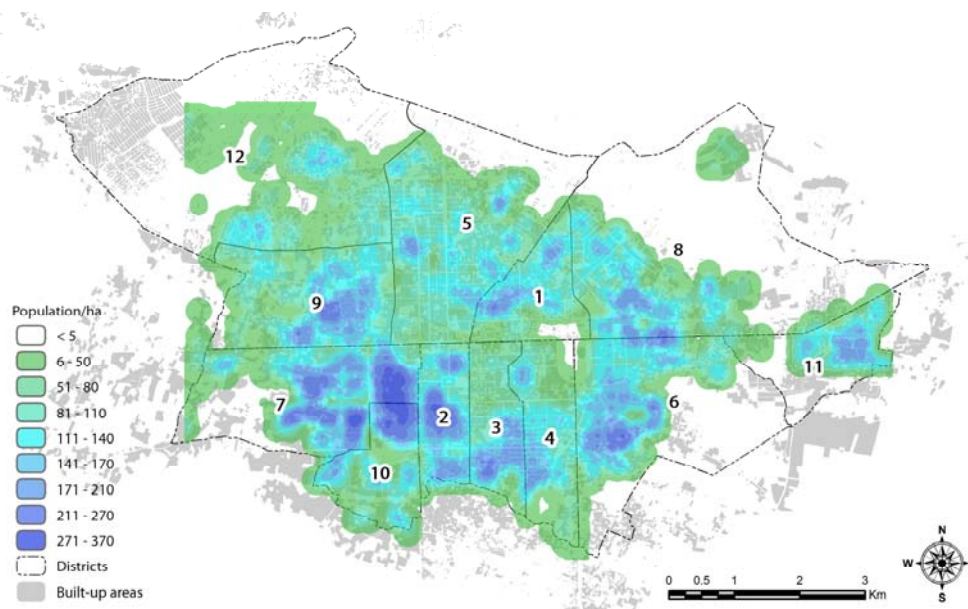 12
5
8
9
1
11
7
2
3
4
6
10
Population/ha
< 5
6 - 50
51 - 80
81 - 110
111 - 140
141 - 170
171 - 210
211 - 270
271 - 370
Districts
Built-up areas
N
W E
S
0 0.5 1 2 3
Km